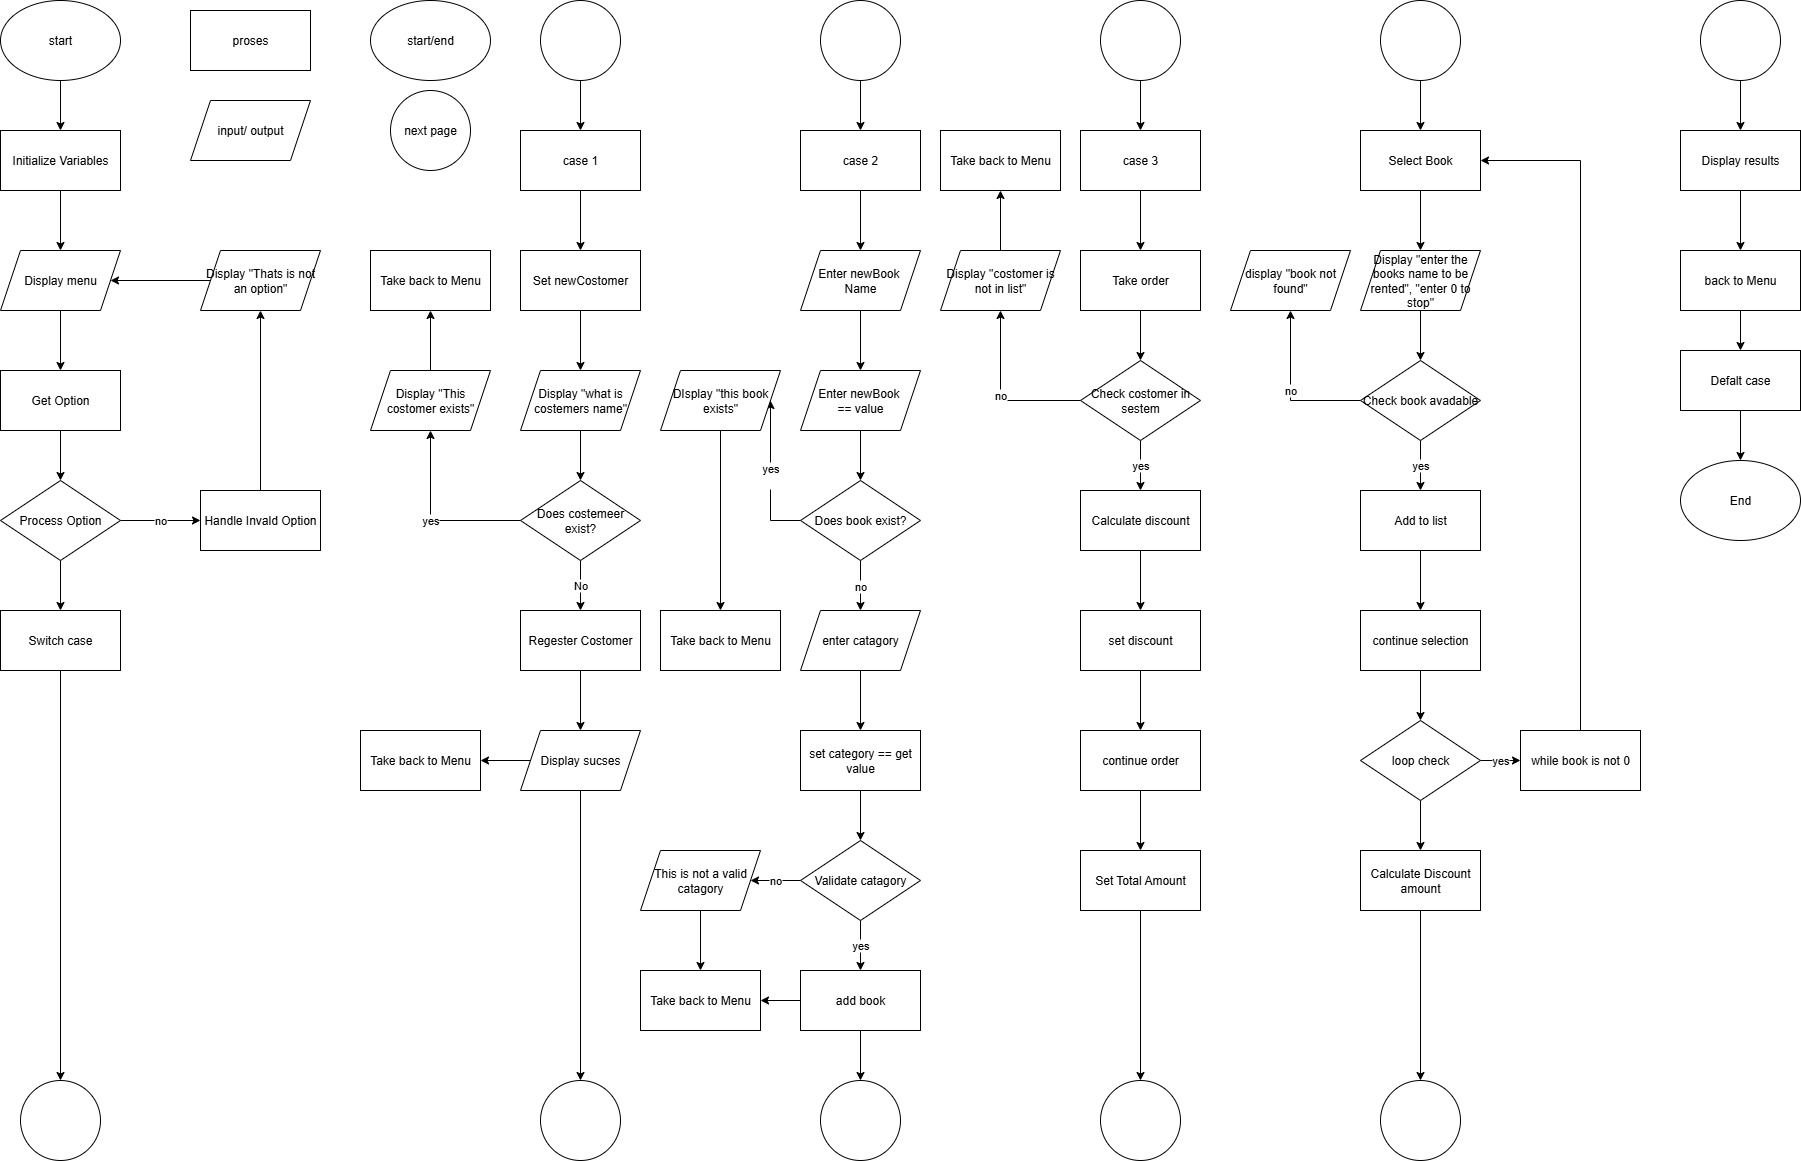 start
Initialize Variables
Display menu
Get Option
Process Option
no
Handle Invald Option
Display "Thats is not
an option"
Switch case
proses
input/ output
start/end
next page
case 1
Set newCostomer
Display "what is
costemers name"
Does costemeer
exist?
yes
Display "This
costomer exists"
Take back to Menu
No
Regester Costomer
Display sucses
Take back to Menu
case 2
Enter newBook
Name
Enter newBook
== value
Does book exist?
yes
DIsplay "this book
exists"
Take back to Menu
no
enter catagory
set category == get
value
Validate catagory
no
This is not a valid
catagory
yes
add book
Take back to Menu
case 3
Take order
Check costomer in
sestem
no
Display "costomer is
not in list"
Take back to Menu
yes
Calculate discount
set discount
continue order
Set Total Amount
Select Book
Display "enter the
books name to be
rented", "enter 0 to
stop"
Check book avadable
no
display "book not
found"
yes
Add to list
continue selection
loop check
yes
while book is not 0
Calculate Discount
amount
Display results
back to Menu
Defalt case
End